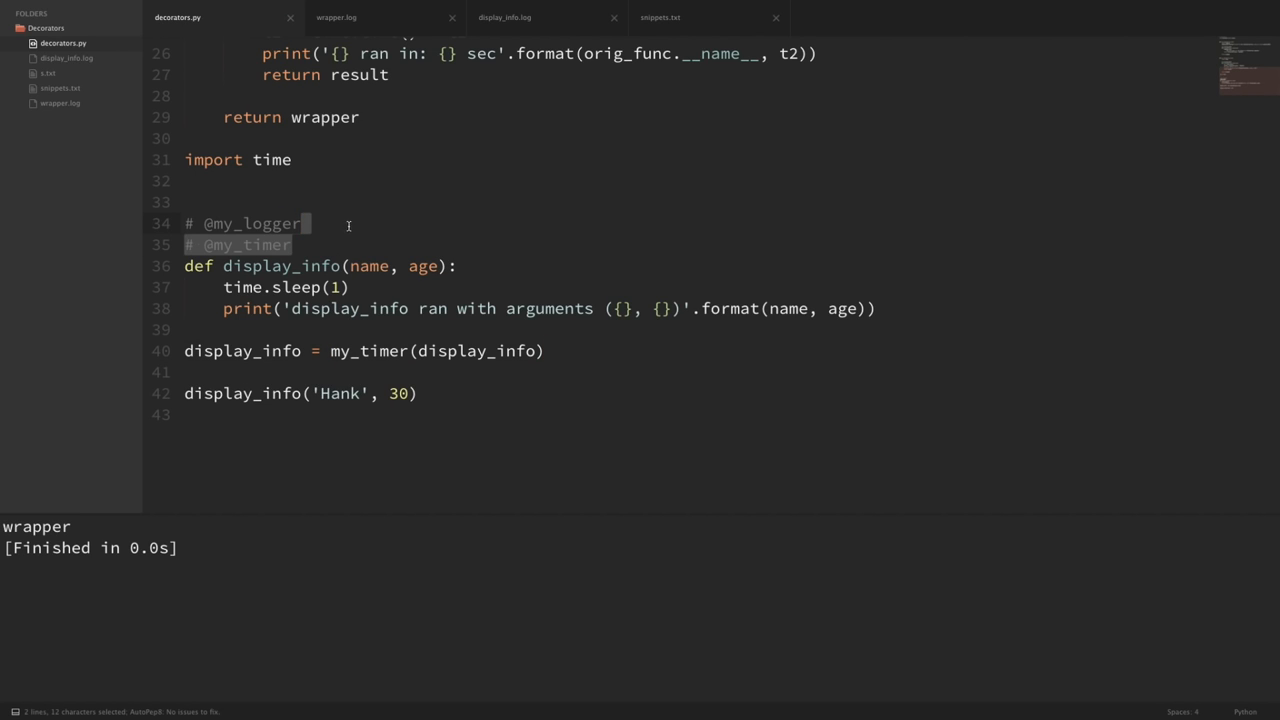 FOLDERS
Decorators
decorators.py
display_info.log
s.txt
snippets.txt
wrapper.log
decorators.py
wrapper.log
display_info.log
snippets.txt
26 print('{} ran in: {} sec'.format(orig_func.__name__, t2))
27 return result
28
29 return wrapper
30
31 import time
32
33
34 # @my_logger
35 # @my_timer
36 def display_info(name, age):
37 time.sleep(1)
38 print('display_info ran with arguments ({}, {})'.format(name, age))
39
40 display_info = my_timer(display_info)
41
42 display_info('Hank', 30)
43
wrapper
[Finished in 0.0s]
2 lines, 12 characters selected; AutoPep8: No issues to fix.
Spaces: 4
Python